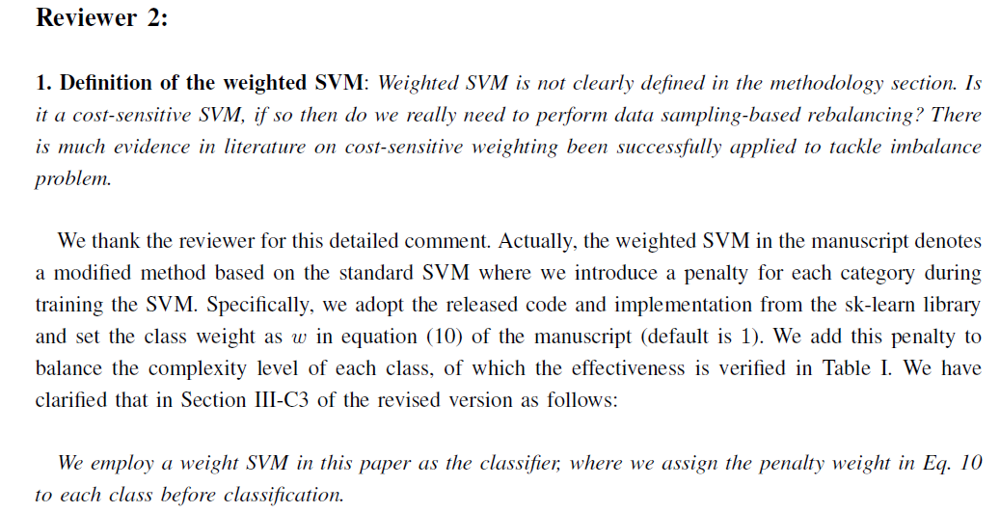 Reviewer 2:
1. Definition of the weighted SVM: Weighted SVM is not clearly defined in the methodology section. Is
it a cost-sensitive SVM, if so then do we really need to perform data sampling-based rebalancing? There
is much evidence in literature on cost-sensitive weighting been successfully applied to tackle imbalance
problem.
We thank the reviewer for this detailed comment. Actually, the weighted SVM in the manuscript denotes
a modified method based on the standard SVM where we introduce a penalty for each category during
training the SVM. Specifically, we adopt the released code and implementation from the sk-learn library
and set the class weight as w in equation (10) of the manuscript (default is 1). We add this penalty to
balance the complexity level of each class, of which the effectiveness is verified in Table I. We have
clarified that in Section III-C3 of the revised version as follows:
We employ a weight SVM in this paper as the classifier, where we assign the penalty weight in Eq. 10
to each class before classification.